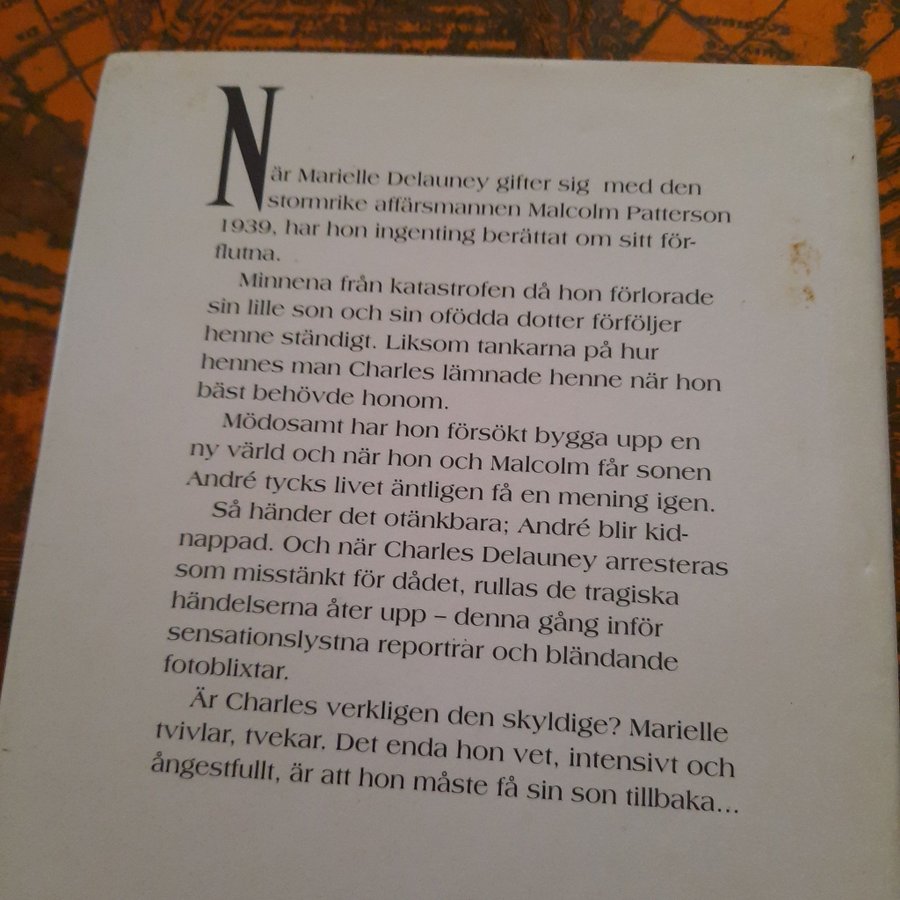 När Marielle Delauney gifter sig med den
stormrike affärsmannen Malcolm Patterson
1939, har hon ingenting berättat om sitt för-
flutna.
Minnena från katastrofen då hon förlorade
sin lille son och sin ofödda dotter förföljer
henne ständigt. Liksom tankarna på hur
hennes man Charles lämnade henne när hon
bäst behövde honom.
Mödosamt har hon försökt bygga upp en
ny värld och när hon och Malcolm får sonen
André tycks livet äntligen få en mening igen.
Så händer det otänkbara; André blir kid-
nappad. Och när Charles Delauney arresteras
som misstänkt för dådet, rullas de tragiska
händelserna åter upp – denna gång inför
sensationslystna reportrar och bländande
fotoblixtar.
Är Charles verkligen den skyldige? Marielle
tvivlar, tvekar. Det enda hon vet, intensivt och
ångestfullt, är att hon måste få sin son tillbaka...